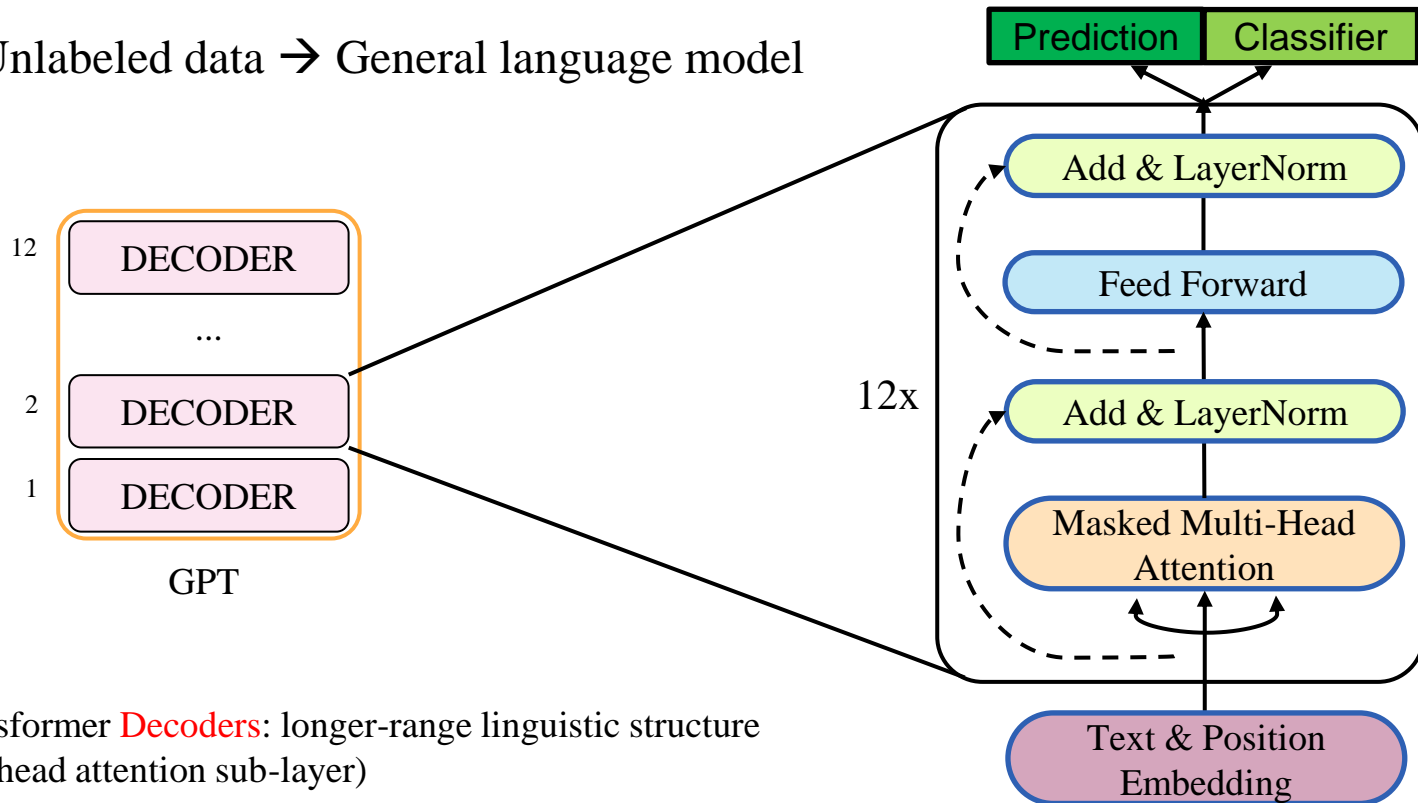 Unlabeled data → General language model
Prediction
Classifier
Add & LayerNorm
Feed Forward
12x
Add & LayerNorm
Masked Multi-Head
Attention
Text & Position
Embedding
12
DECODER
...
2
DECODER
1
DECODER
GPT
sformer Decoders: longer-range linguistic structure
head attention sub-layer)